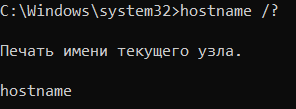 C:\Windows\system32>hostname /?
Печать имени текущего узла.
hostname